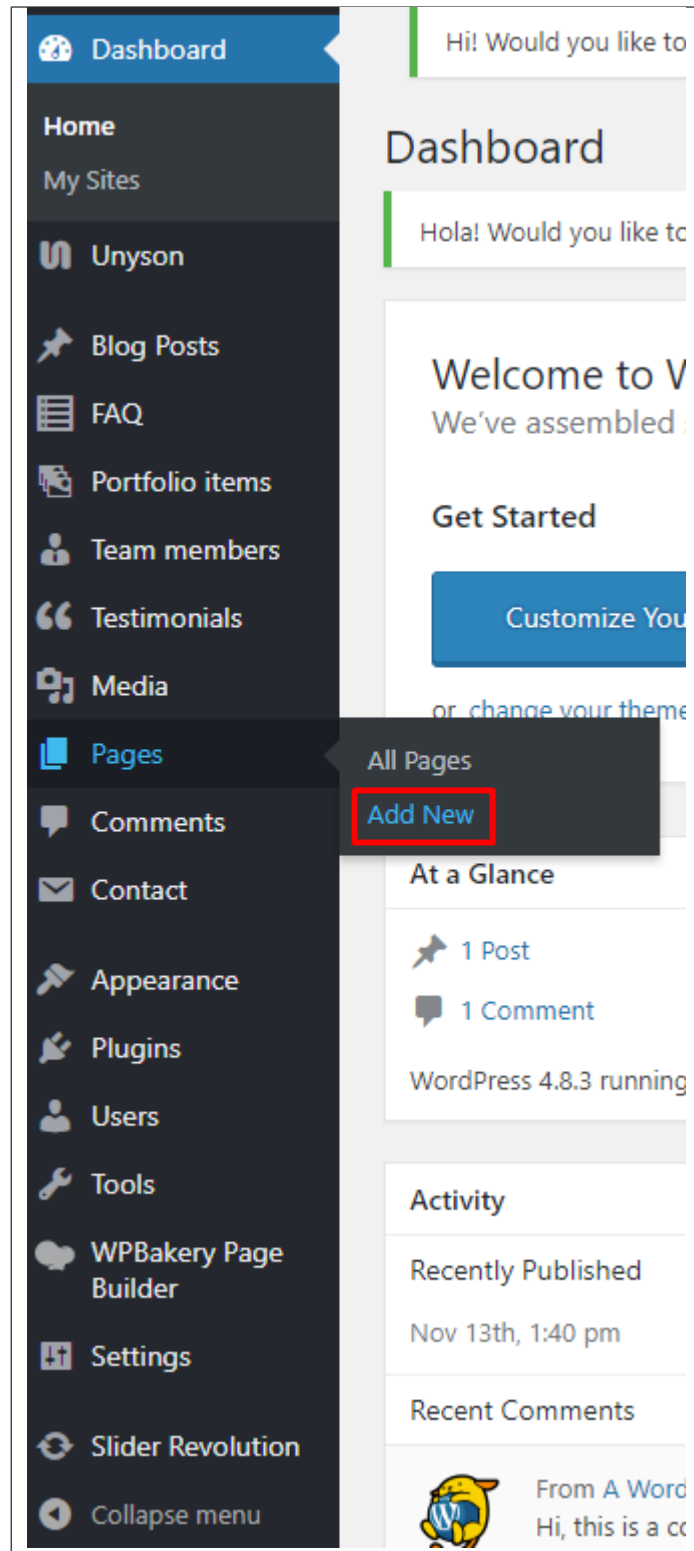 Dashboard
Home
My Sites
Unyson
Blog Posts
FAQ
Portfolio items
Team members
Testimonials
Media
Pages
All Pages
Add New
Comments
Contact
Appearance
Plugins
Users
Tools
WPBakery Page
Builder
Settings
Slider Revolution
Collapse menu
Hi! Would you like to
Dashboard
Hola! Would you like to
Welcome to
We've assembled
Get Started
Customize You
or change your theme
At a Glance
1 Post
1 Comment
WordPress 4.8.3 running
Activity
Recently Published
Nov 13th, 1:40 pm
Recent Comments
From A Word
Hi, this is a co